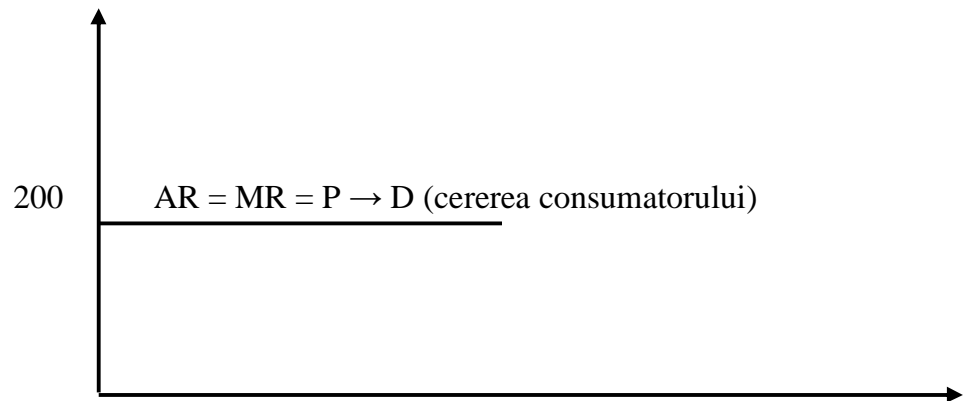 200 AR = MR = P → D (cererea consumatorului)